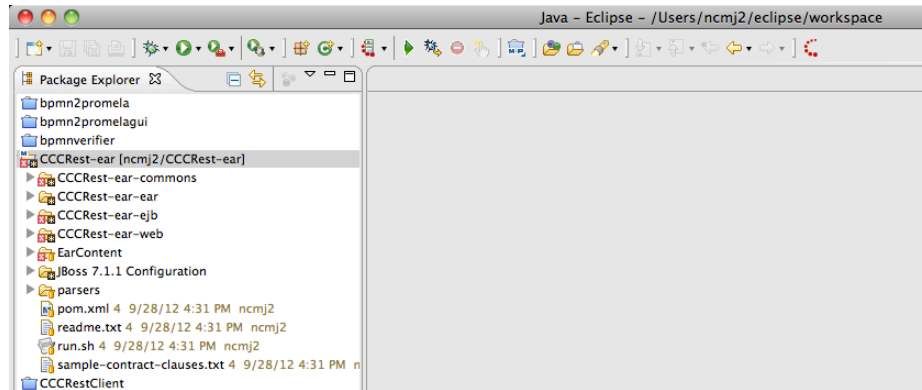 Java – Eclipse – /Users/ncmj2/eclipse/workspace
Package Explorer
bpmn2promela
bpmn2promelagui
bpmnverifier
CCCRest-ear [ncmj2/CCCRest-ear]
CCCRest-ear-commons
CCCRest-ear-ear
CCCRest-ear-ejb
CCCRest-ear-web
EarContent
JBoss 7.1.1 Configuration
parsers
pom.xml 4 9/28/12 4:31 PM ncmj2
readme.txt 4 9/28/12 4:31 PM ncmj2
run.sh 4 9/28/12 4:31 PM ncmj2
sample-contract-clauses.txt 4 9/28/12 4:31 PM n
CCCRestClient